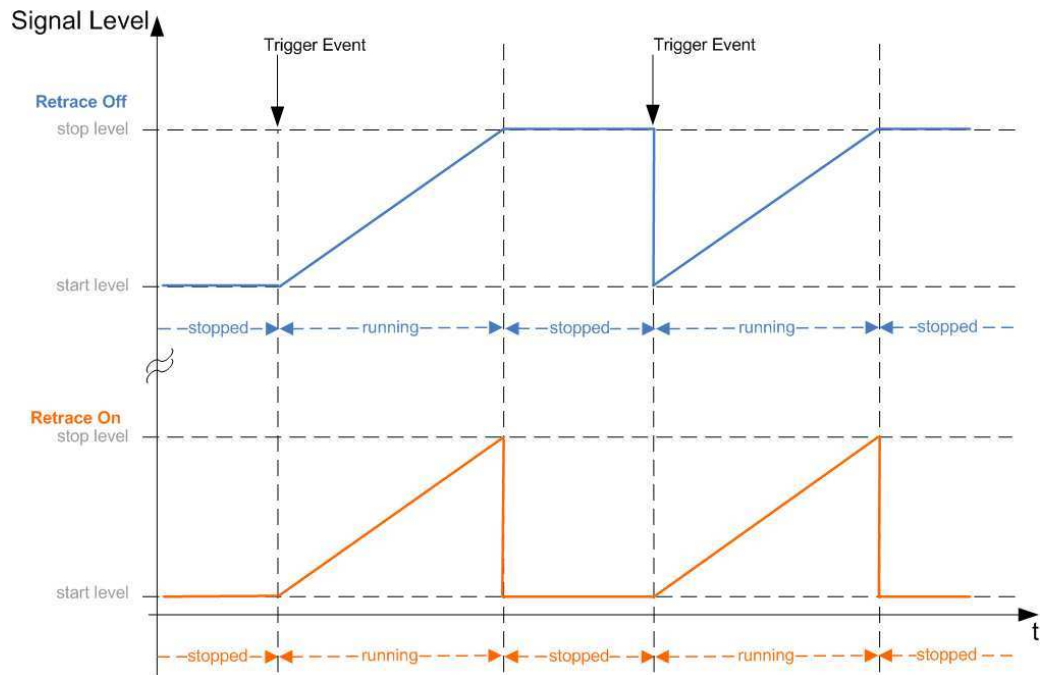 Signal Level
Trigger Event
Trigger Event
Retrace Off
stop level
start level
stopped running stopped running stopped
Retrace On
stop level
start level
t
stopped running stopped running stopped